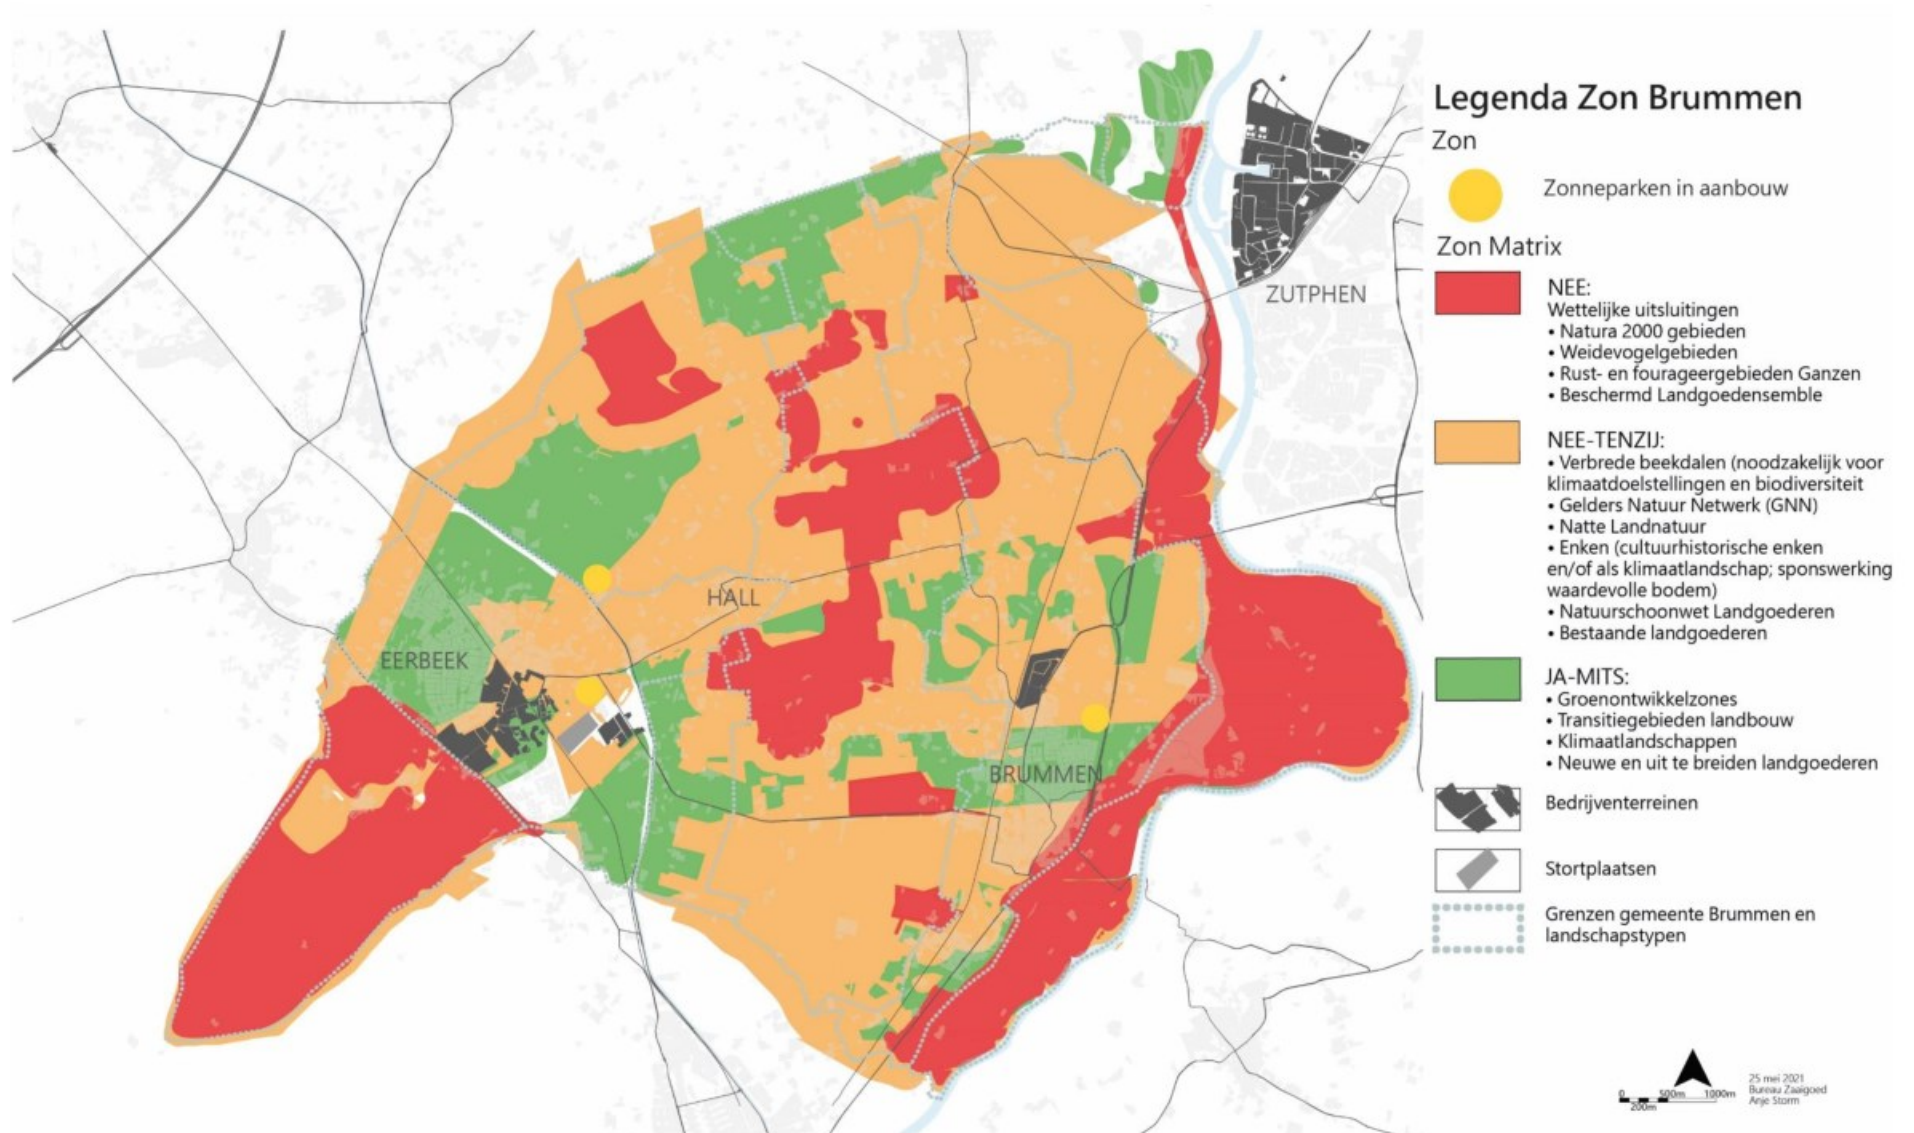 Legenda Zon Brummen
Zon
Zonneparken in aanbouw
Zon Matrix
NEE:
Wettelijke uitsluitingen
• Natura 2000 gebieden
• Weidevogelgebieden
• Rust- en fourageergebieden Ganzen
• Beschermd Landgoedensemble
NEE-TENZIJ:
• Verbrede beekdalen (noodzakelijk voor
klimaatdoelstellingen en biodiversiteit
• Gelders Natuur Netwerk (GNN)
• Natte Landnatuur
• Enken (cultuurhistorische enken
en/of als klimaatlandschap; sponswerking
waardevolle bodem)
• Natuurschoonwet Landgoederen
• Bestaande landgoederen
JA-MITS:
• Groenontwikkelzones
• Transitiegebieden landbouw
• Klimaatlandschappen
• Neuwe en uit te breiden landgoederen
Bedrijventerreinen
Stortplaatsen
Grenzen gemeente Brummen en
landschapstypen
ZUTPHEN
HALL
EERBEEK
BRUMMEN
0 500m 1000m
200m
25 mei 2021
Bureau Zaaigoed
Anje Storm